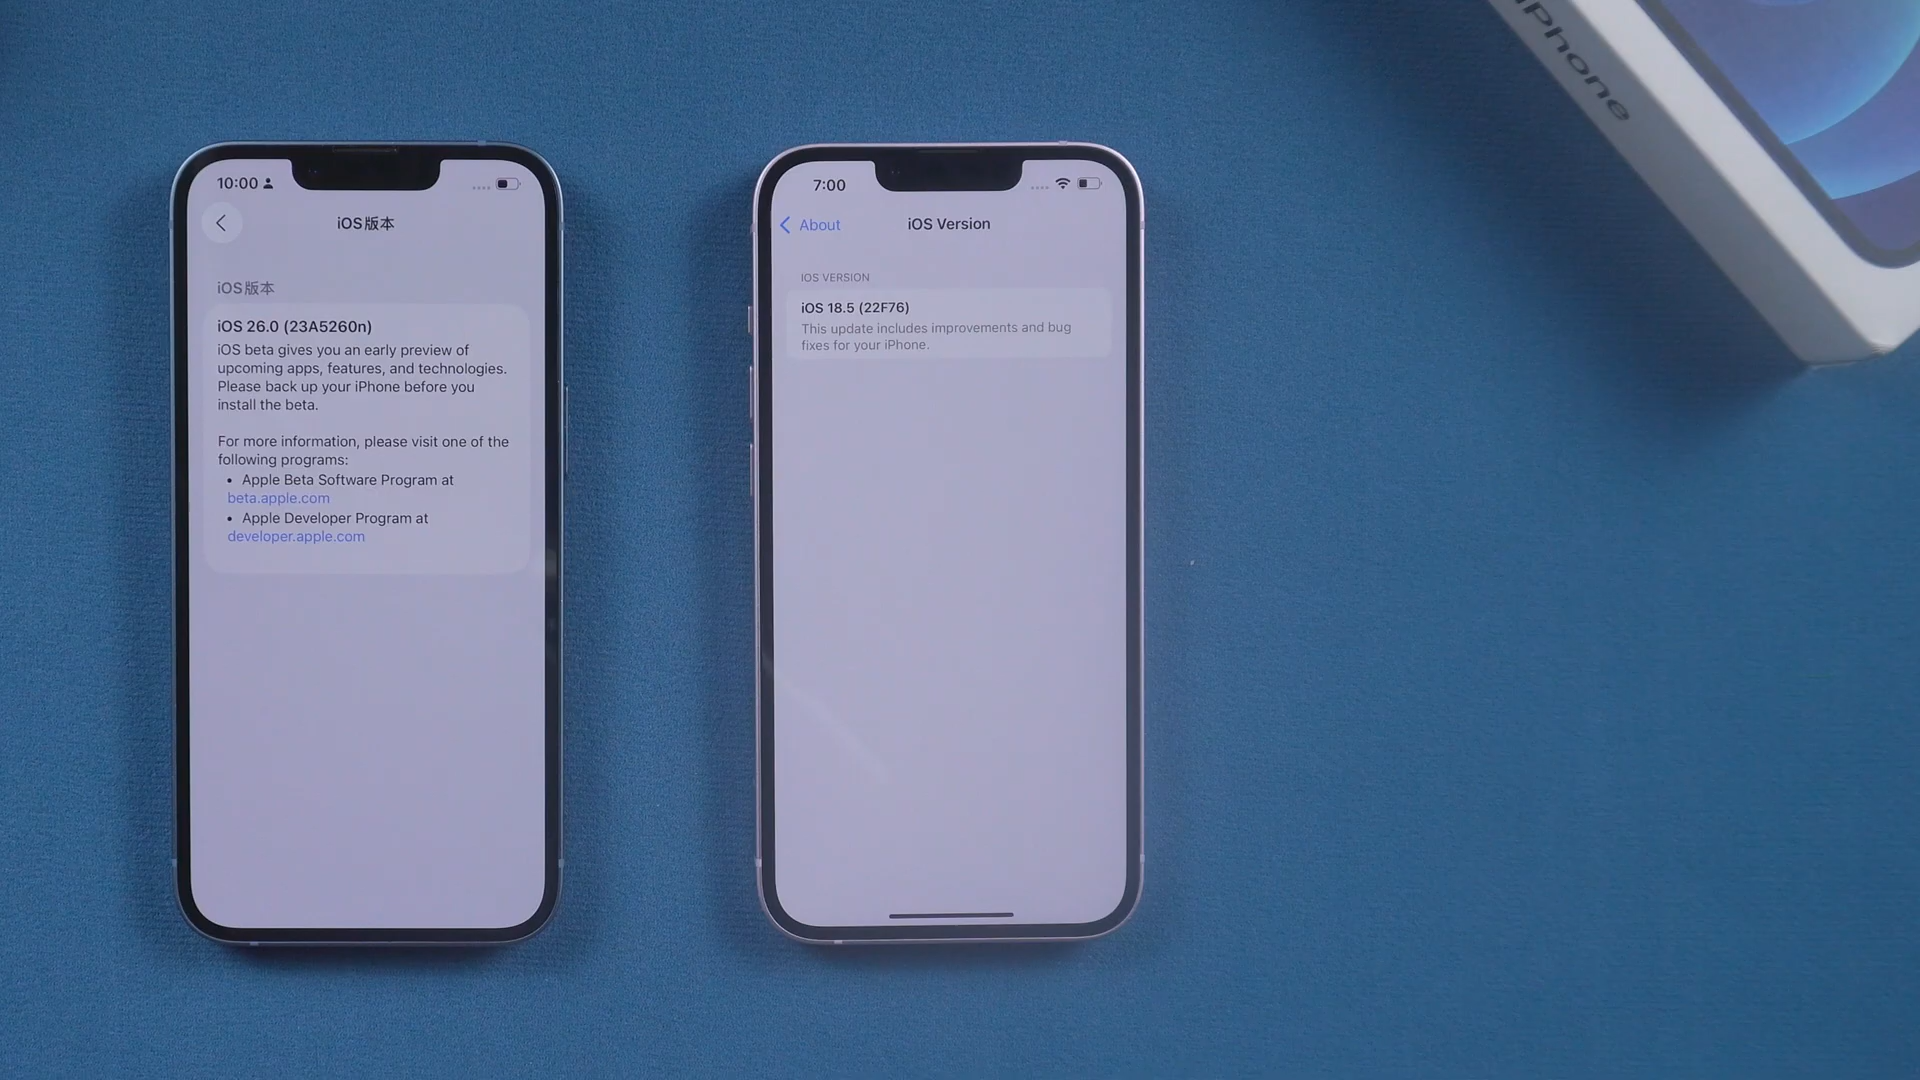 10:00
iOS版本
iOS版本
iOS 26.0 (23A5260n)
iOS beta gives you an early preview of
upcoming apps, features, and technologies.
Please back up your iPhone before you
install the beta.
For more information, please visit one of the
following programs:
• Apple Beta Software Program at
beta.apple.com
• Apple Developer Program at
developer.apple.com
7:00
About
iOS Version
IOS VERSION
iOS 18.5 (22F76)
This update includes improvements and bug
fixes for your iPhone.
iPhone